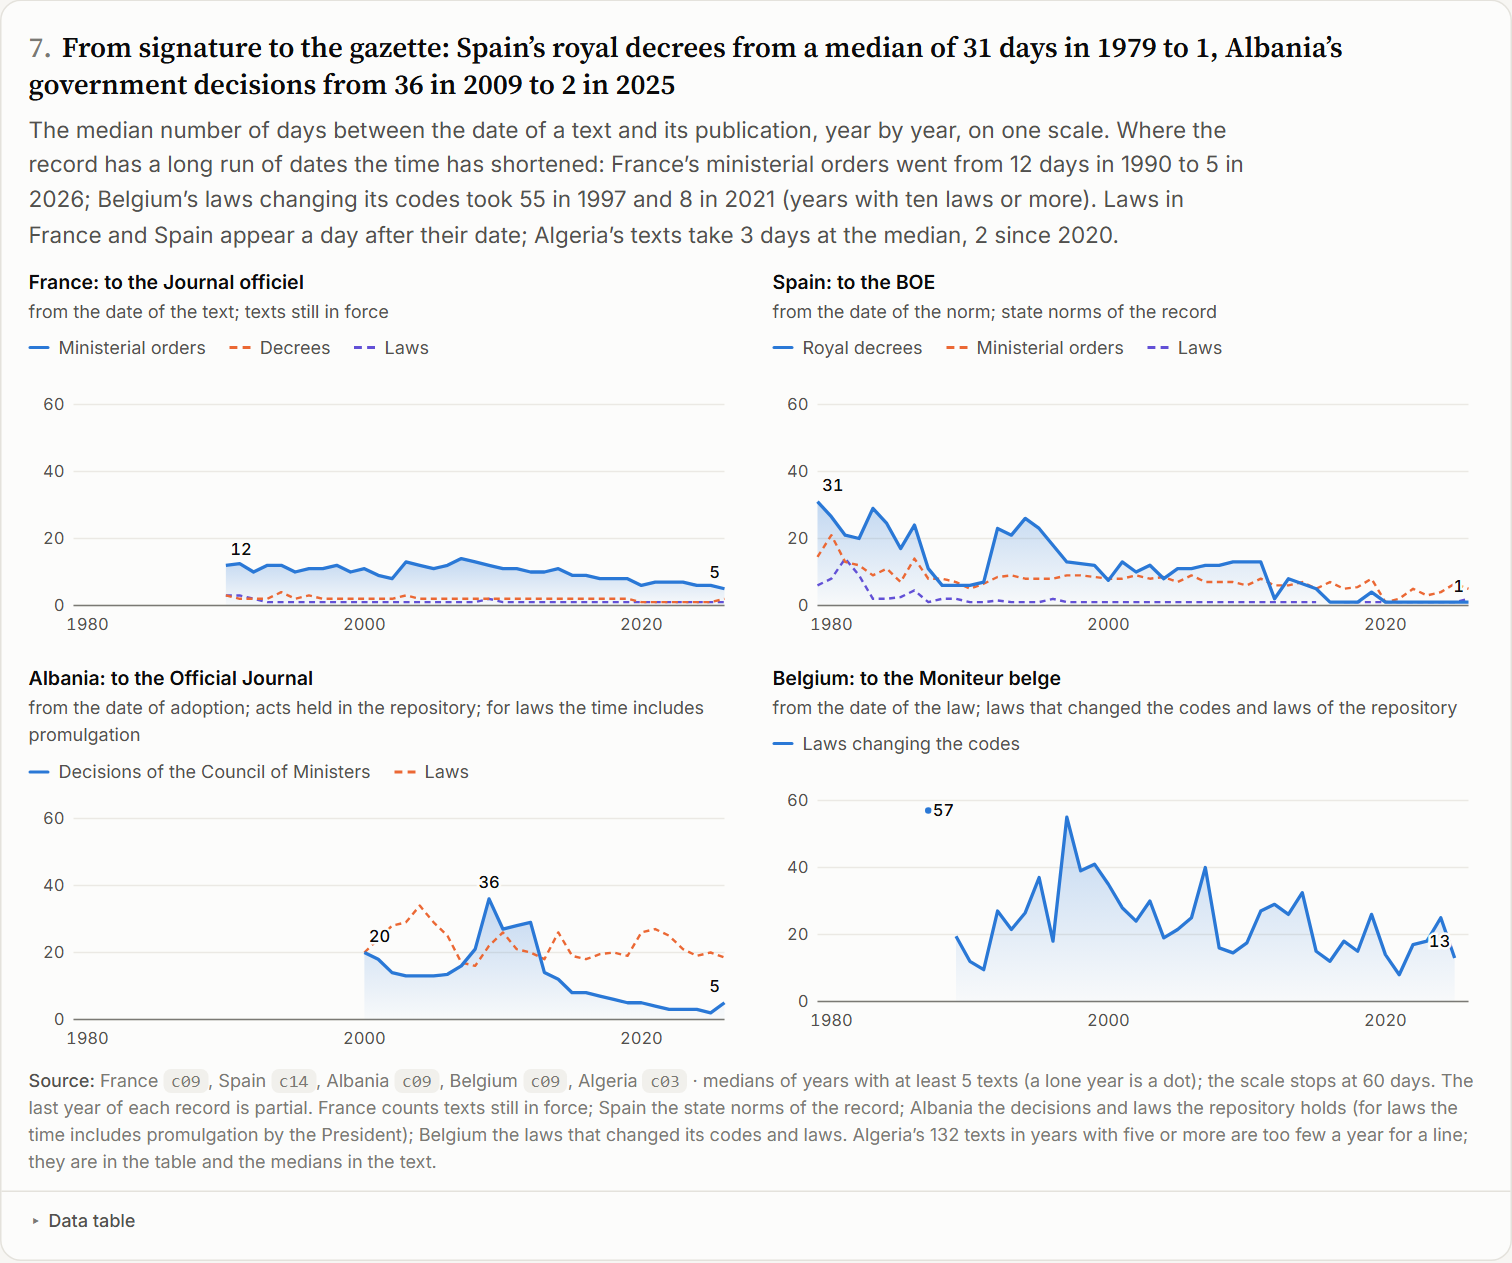 7. From signature to the gazette: Spain’s royal decrees from a median of 31 days in 1979 to 1, Albania’s
government decisions from 36 in 2009 to 2 in 2025
The median number of days between the date of a text and its publication, year by year, on one scale. Where the
record has a long run of dates the time has shortened: France’s ministerial orders went from 12 days in 1990 to 5 in
2026; Belgium’s laws changing its codes took 55 in 1997 and 8 in 2021 (years with ten laws or more). Laws in
France and Spain appear a day after their date; Algeria’s texts take 3 days at the median, 2 since 2020.
France: to the Journal officiel
from the date of the text; texts still in force
Ministerial orders Decrees Laws
60
40
20
0
12
5
1980 2000 2020
Spain: to the BOE
from the date of the norm; state norms of the record
Royal decrees Ministerial orders Laws
60
40
31
20
0
1
1980 2000 2020
Albania: to the Official Journal
from the date of adoption; acts held in the repository; for laws the time includes
promulgation
Decisions of the Council of Ministers Laws
60
40
36
20
20
5
0
1980 2000 2020
Belgium: to the Moniteur belge
from the date of the law; laws that changed the codes and laws of the repository
Laws changing the codes
60
57
40
20
13
0
1980 2000 2020
Source: France c09, Spain c14, Albania c09, Belgium c09, Algeria c03 · medians of years with at least 5 texts (a lone year is a dot); the scale stops at 60 days. The
last year of each record is partial. France counts texts still in force; Spain the state norms of the record; Albania the decisions and laws the repository holds (for laws the
time includes promulgation by the President); Belgium the laws that changed its codes and laws. Algeria’s 132 texts in years with five or more are too few a year for a line;
they are in the table and the medians in the text.
▸ Data table